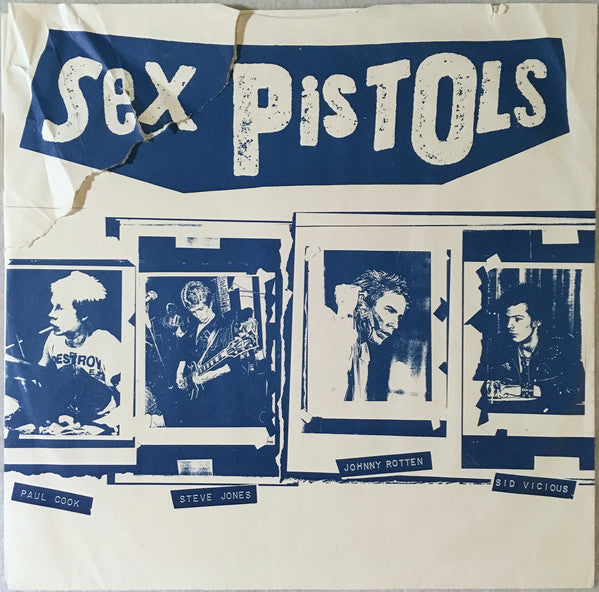 Sex PisTOLs
DESTROY
PAUL COOK
STEVE JONES
JOHNNY ROTTEN
SID VICIOUS